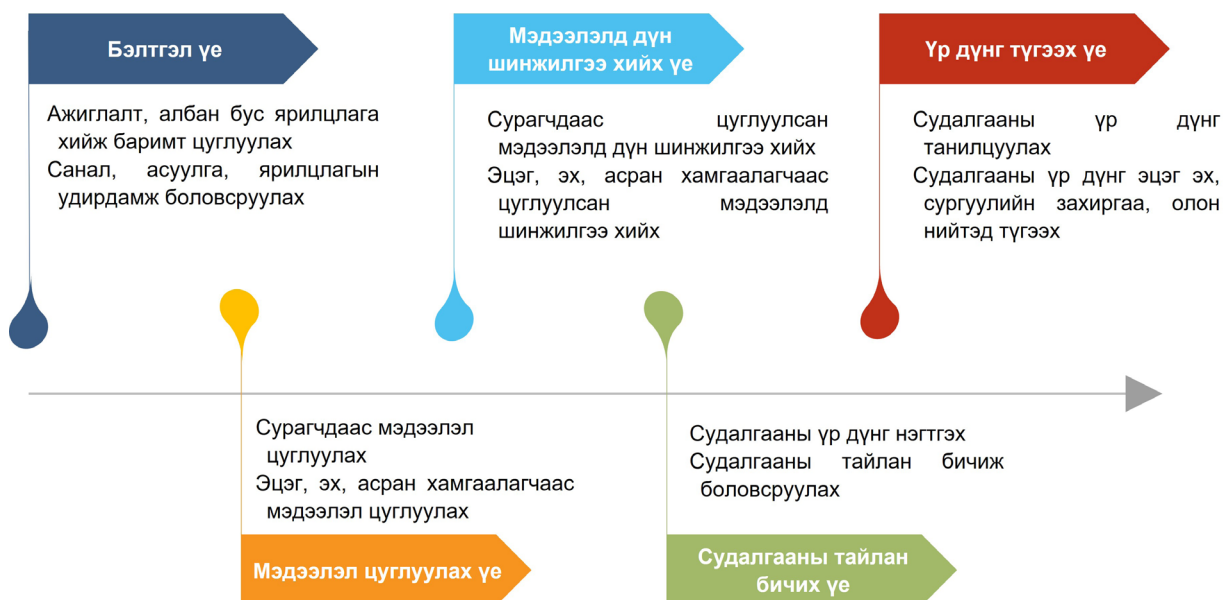 Бэлтгэл үе
Ажиглалт, албан бус ярилцлага
хийж баримт цуглуулах
Санал, асуулга, ярилцлагын
удирдамж боловсруулах
Мэдээлэлд дүн
шинжилгээ хийх үе
Сурагчдаас цуглуулсан
мэдээлэлд дүн шинжилгээ хийх
Эцэг, эх, асран хамгаалагчаас
цуглуулсан мэдээлэлд
шинжилгээ хийх
Үр дүнг түгээх үе
Судалгааны үр дүнг
танилцуулах
Судалгааны үр дүнг эцэг эх,
сургуулийн захиргаа, олон
нийтэд түгээх
Сурагчдаас мэдээлэл
цуглуулах
Эцэг, эх, асран хамгаалагчаас
мэдээлэл цуглуулах
Мэдээлэл цуглуулах үе
Судалгааны үр дүнг нэгтгэх
Судалгааны тайлан бичиж
боловсруулах
Судалгааны тайлан
бичих үе